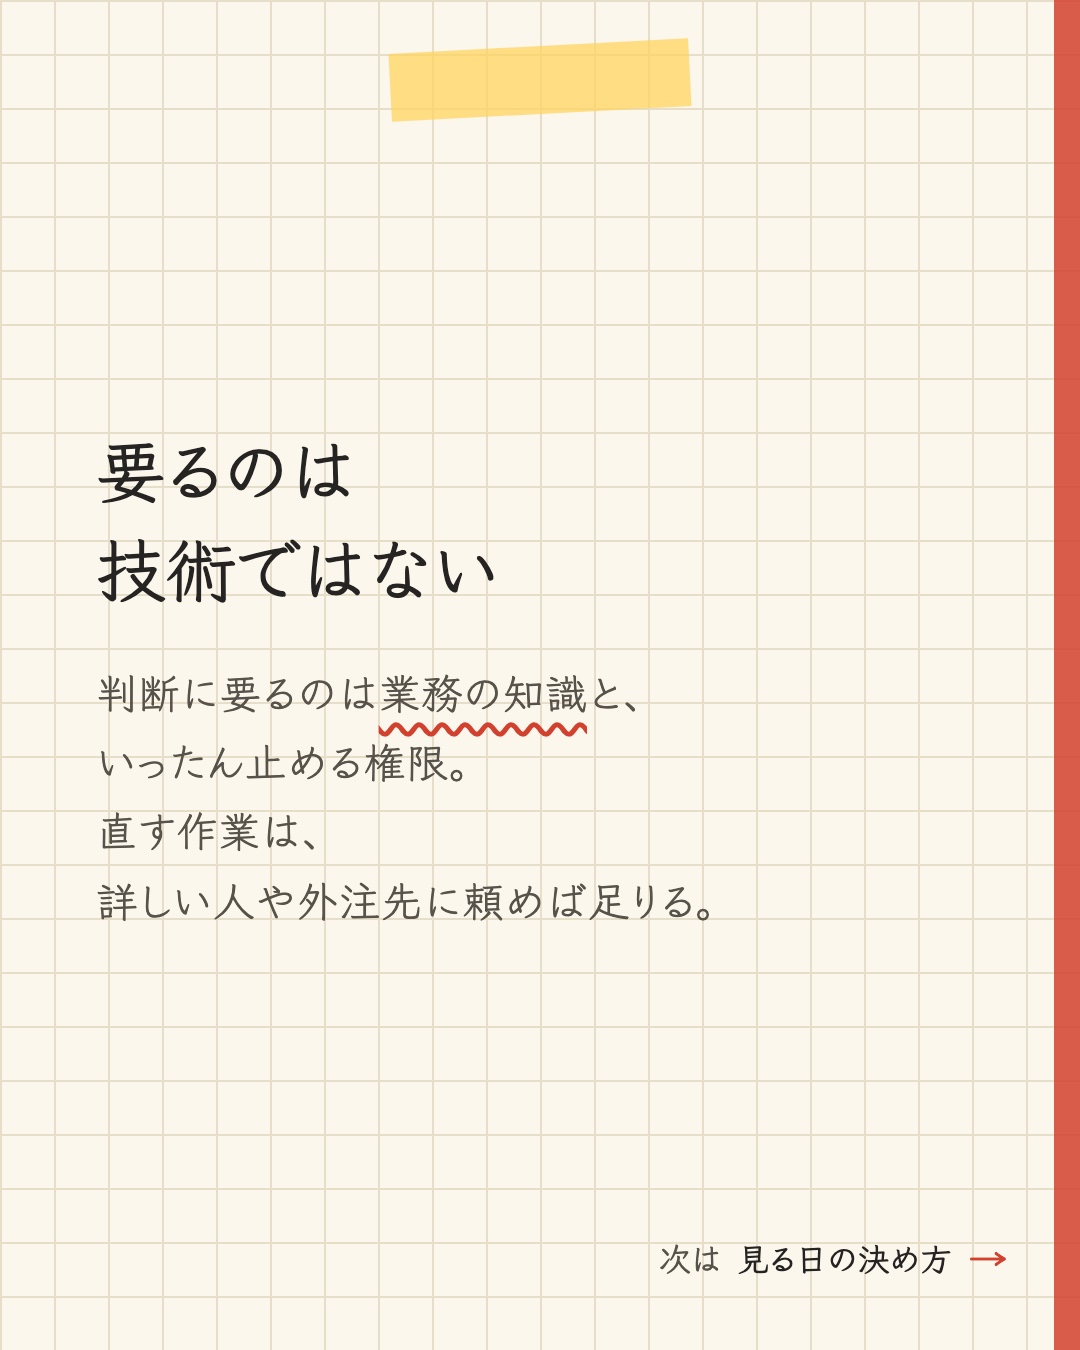 要るのは
技術ではない
判断に要るのは業務の知識と、
いったん止める権限。
直す作業は、
詳しい人や外注先に頼めば足りる。
次は 見る日の決め方 →